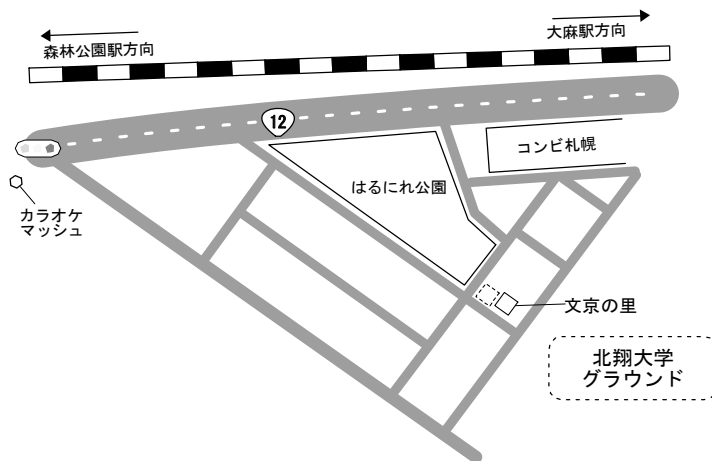 森林公園駅方向
大麻駅方向
12
コンビ札幌
はるにれ公園
カラオケ
マッシュ
文京の里
北翔大学
グラウンド